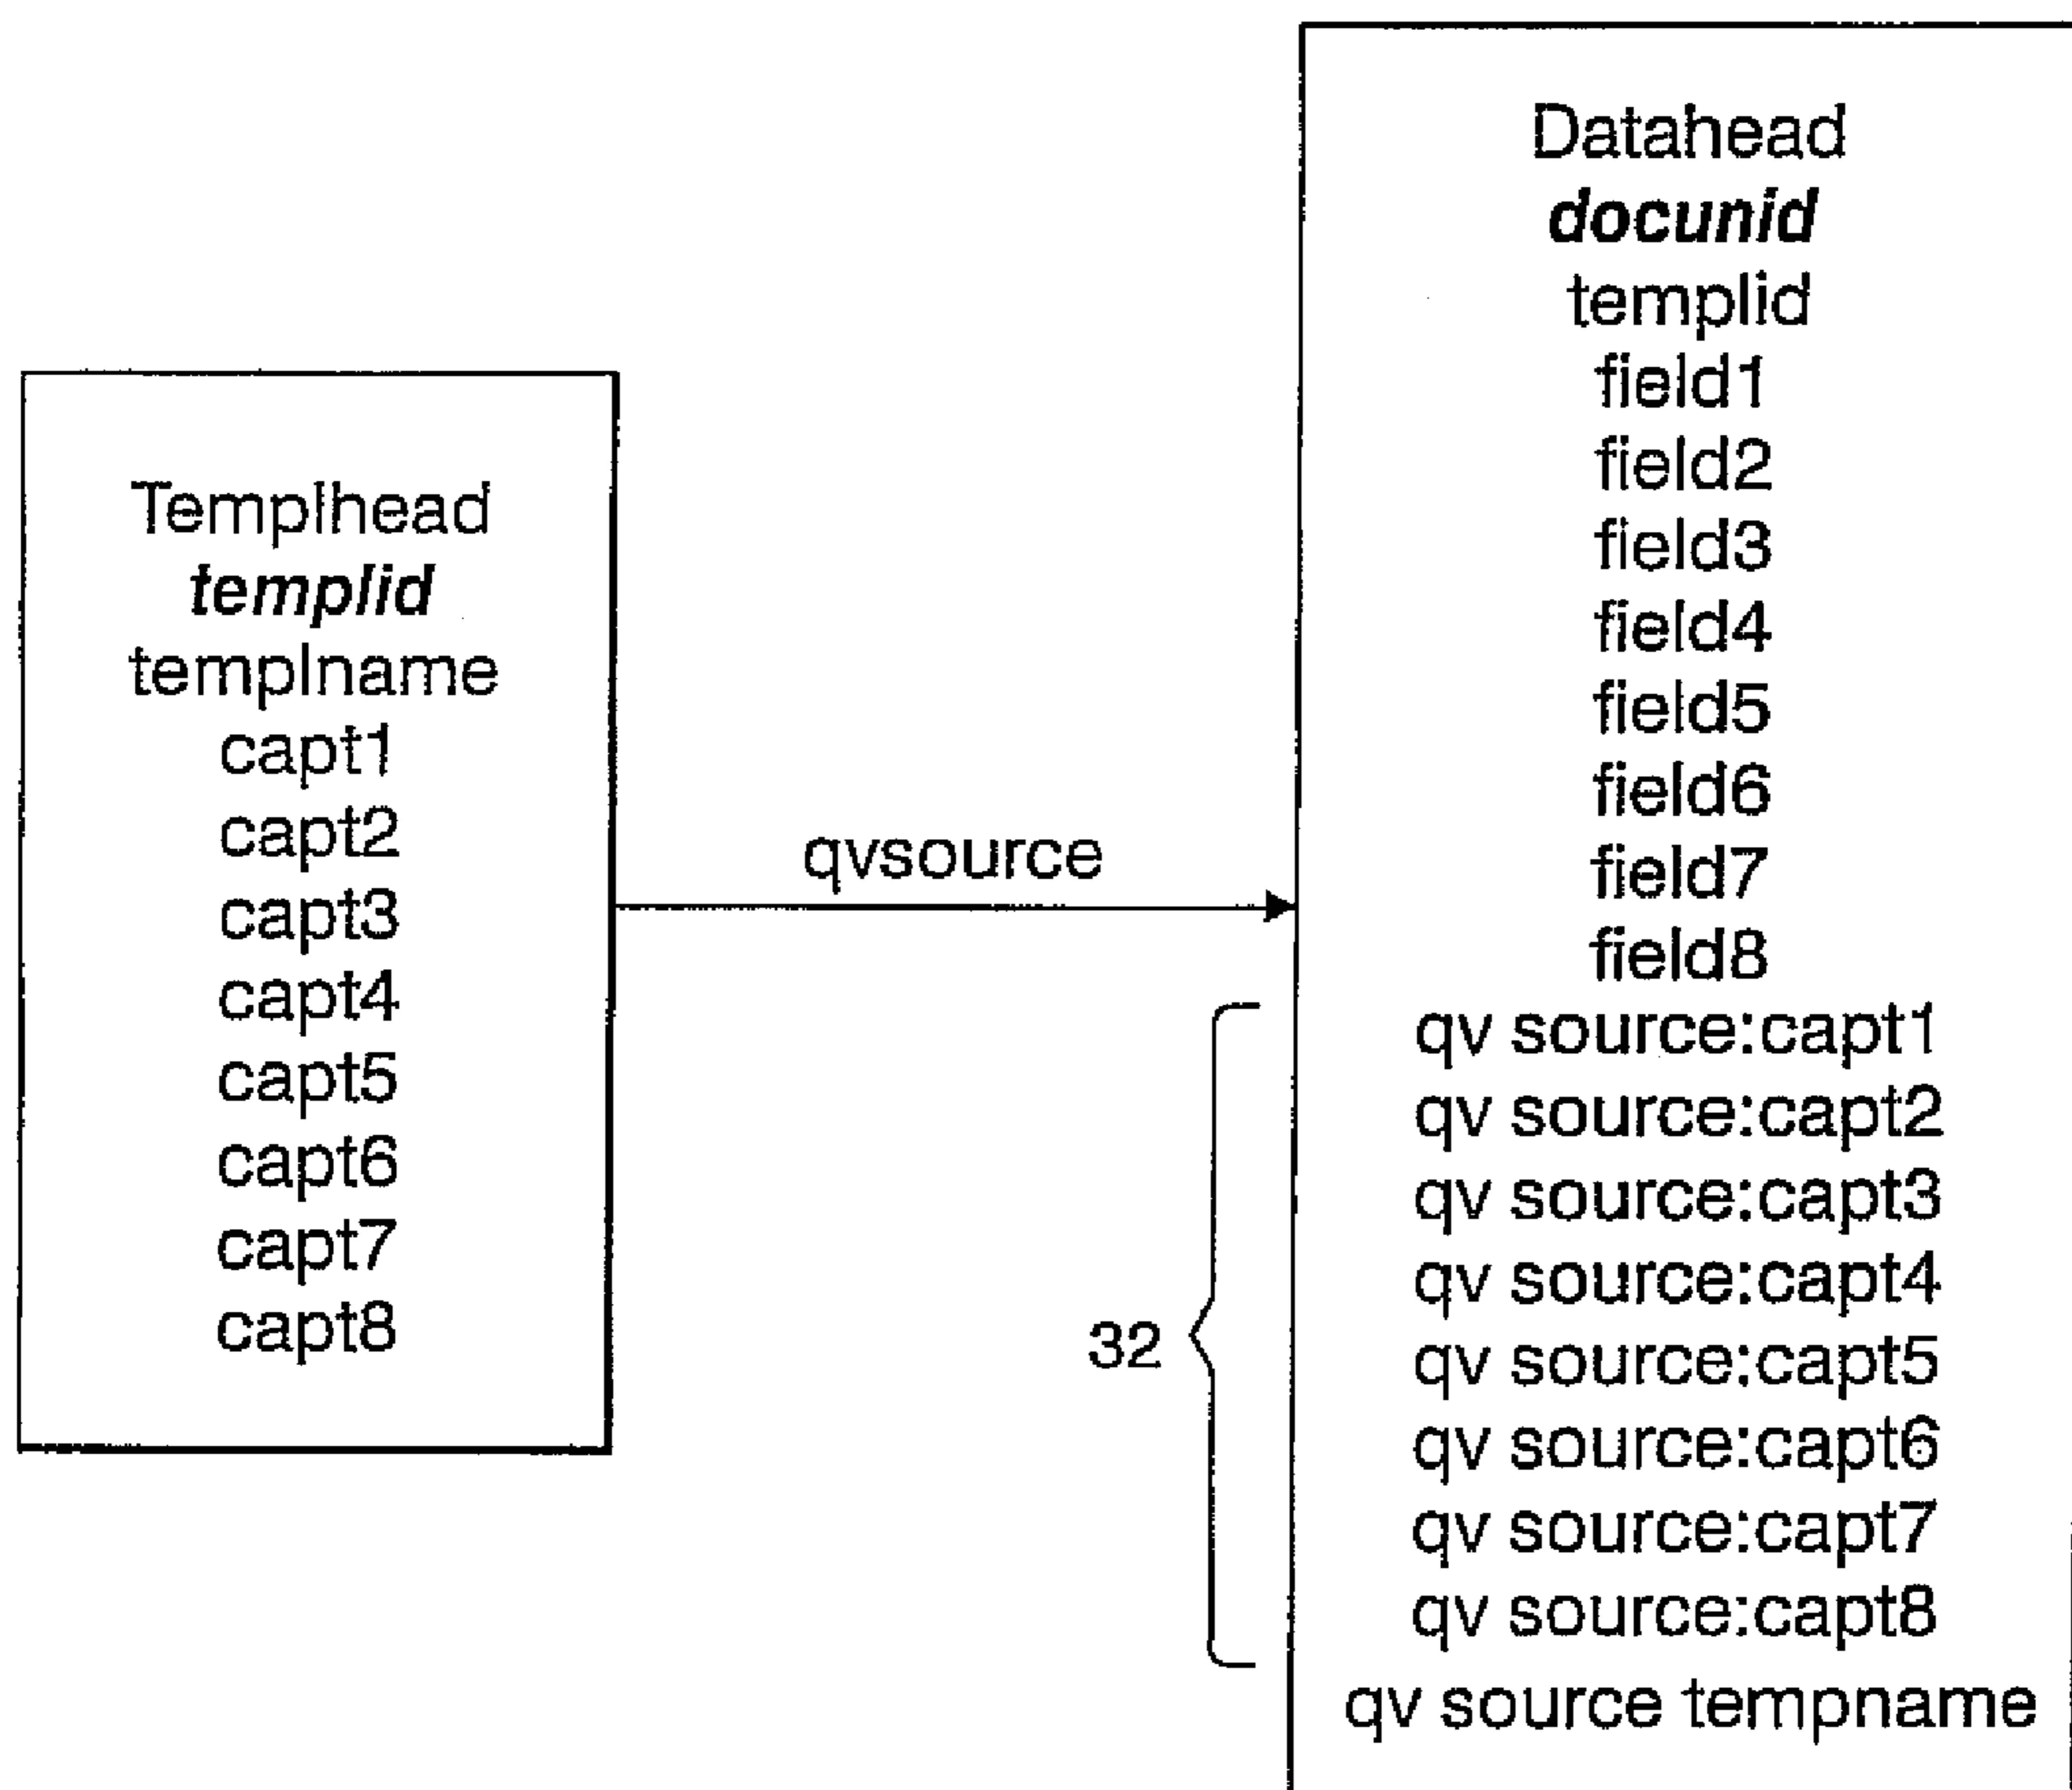 Templhead
templid
templname
capt1
capt2
capt3
capt4
capt5
capt6
capt7
capt8
qvsource
32
Datahead
docunid
templid
field1
field2
field3
field4
field5
field6
field7
field8
qv source:capt1
qv source:capt2
qv source:capt3
qv source:capt4
qv source:capt5
qv source:capt6
qv source:capt7
qv source:capt8
qv source tempname